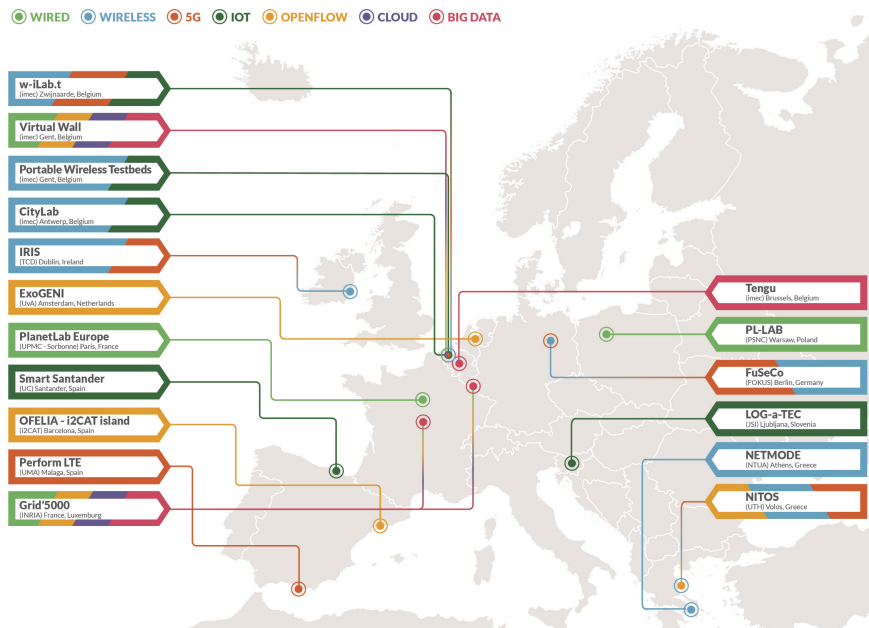 WIRED WIRELESS 5G IOT OPENFLOW CLOUD BIG DATA
w-iLab.t
(imec) Zwijnaarde, Belgium
Virtual Wall
(imec) Gent, Belgium
Portable Wireless Testbeds
(imec) Gent, Belgium
CityLab
(imec) Antwerp, Belgium
IRIS
(TCD) Dublin, Ireland
ExoGENI
(UvA) Amsterdam, Netherlands
PlanetLab Europe
(UPMC - Sorbonne) Paris, France
Smart Santander
(UC) Santander, Spain
OFELIA - i2CAT island
(i2CAT) Barcelona, Spain
Perform LTE
(UMA) Malaga, Spain
Grid'5000
(INRIA) France, Luxemburg
Tengu
(imec) Brussels, Belgium
PL-LAB
(PSNC) Warsaw, Poland
FuSeCo
(FOKUS) Berlin, Germany
LOG-a-TEC
(JSI) Ljubljana, Slovenia
NETMODE
(NTUA) Athens, Greece
NITOS
(UTH) Volos, Greece